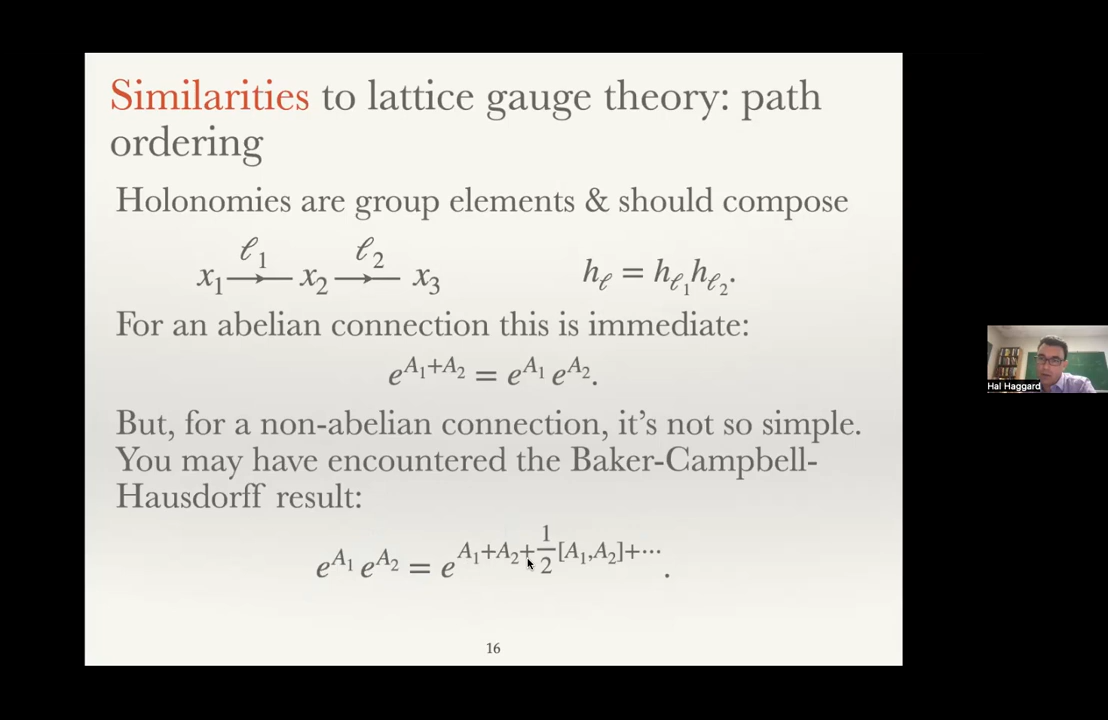 Similarities to lattice gauge theory: path
ordering
Holonomies are group elements & should compose
x₁ —ℓ₁→ x₂ —ℓ₂→ x₃    h_ℓ = h_ℓ₁ h_ℓ₂.
For an abelian connection this is immediate:
e^{A₁+A₂} = e^{A₁} e^{A₂}.
But, for a non-abelian connection, it's not so simple.
You may have encountered the Baker-Campbell-
Hausdorff result:
e^{A₁} e^{A₂} = e^{A₁+A₂+\frac{1}{2}[A₁,A₂]+⋯}.
16
Hal Haggard